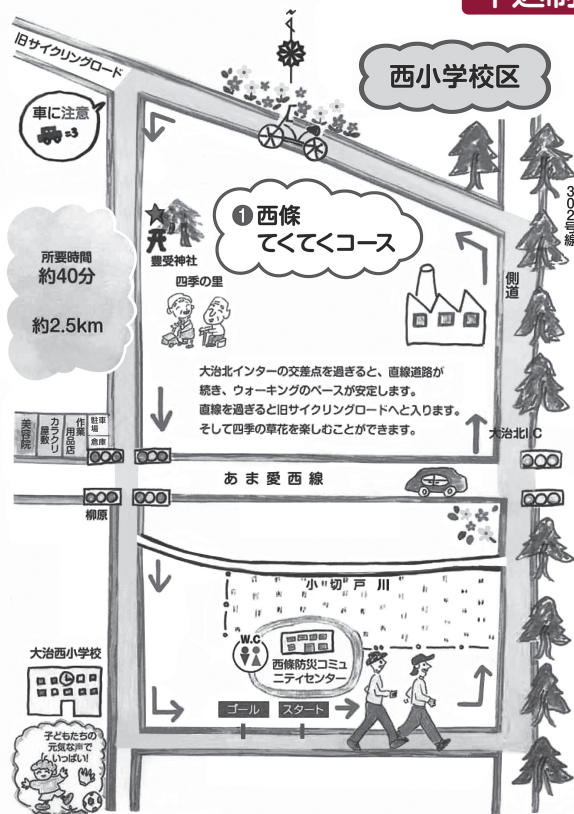 旧サイクリングロード
西小学校区
車に注意
302号線
❶西條
てくてくコース
豊受神社
側道
所要時間
約40分
約2.5km
四季の里
大治北インターの交差点を過ぎると、直線道路が
続き、ウォーキングのペースが安定します。
直線を過ぎると旧サイクリングロードへと入ります。
そして四季の草花を楽しむことができます。
美容院
カラクリ
屋敷
作業
用品店
駐車
場
倉庫
大治北IC
あま愛西線
柳原
小切戸川
W.C
西條防災コミュ
ニティセンター
大治西小学校
ゴール
スタート
子どもたちの
元気な声で
いっぱい!